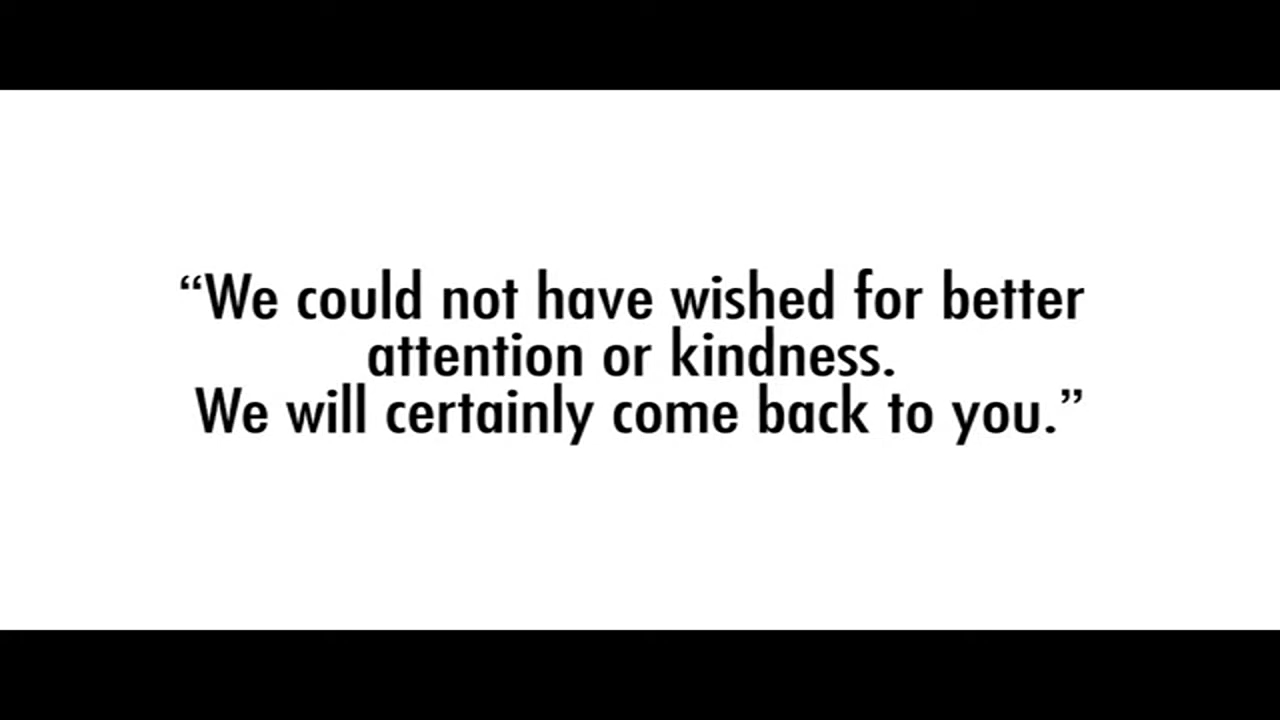 “We could not have wished for better
attention or kindness.
We will certainly come back to you.”